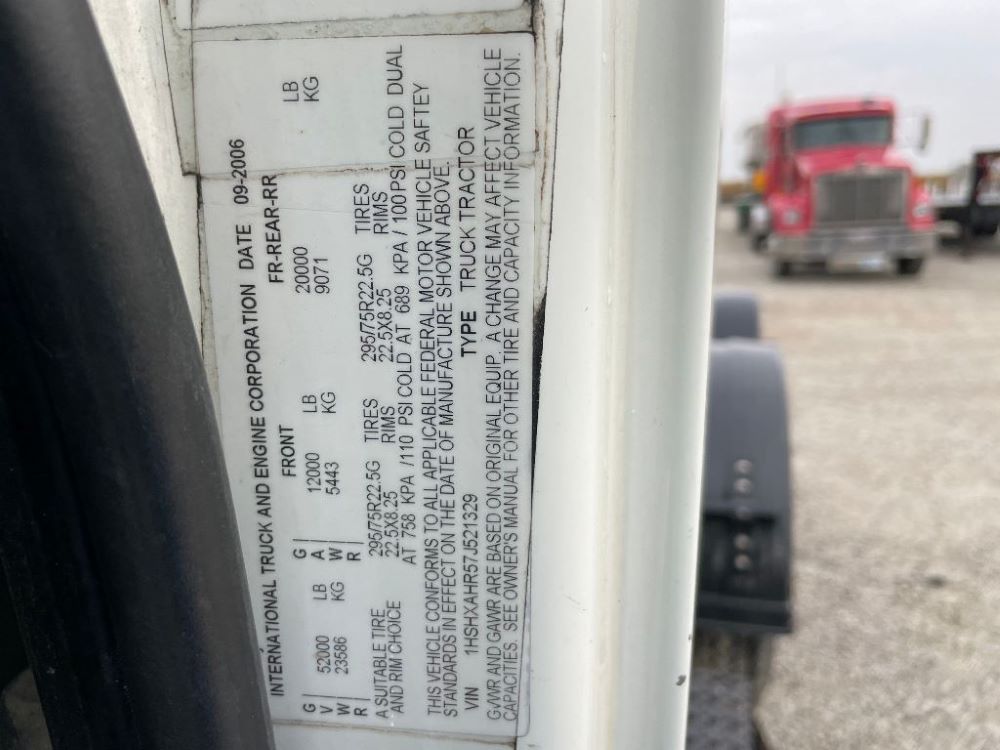 INTERNATIONAL TRUCK AND ENGINE CORPORATION DATE 09-2006
FRONT FR-REAR-RR
GVWR 52000 LB GAWR 12000 LB 20000 LB
23586 KG 5443 KG 9071 KG
A SUITABLE TIRE 295/75R22.5G TIRES 295/75R22.5G TIRES
AND RIM CHOICE 22.5X8.25 RIMS 22.5X8.25 RIMS
AT 758 KPA /110 PSI COLD AT 689 KPA / 100 PSI COLD DUAL
THIS VEHICLE CONFORMS TO ALL APPLICABLE FEDERAL MOTOR VEHICLE SAFTEY
STANDARDS IN EFFECT ON THE DATE OF MANUFACTURE SHOWN ABOVE.
VIN 1HSHXAHR57J521329 TYPE TRUCK TRACTOR
GVWR AND GAWR ARE BASED ON ORIGINAL EQUIP. A CHANGE MAY AFFECT VEHICLE
CAPACITIES. SEE OWNER'S MANUAL FOR OTHER TIRE AND CAPACITY INFORMATION.